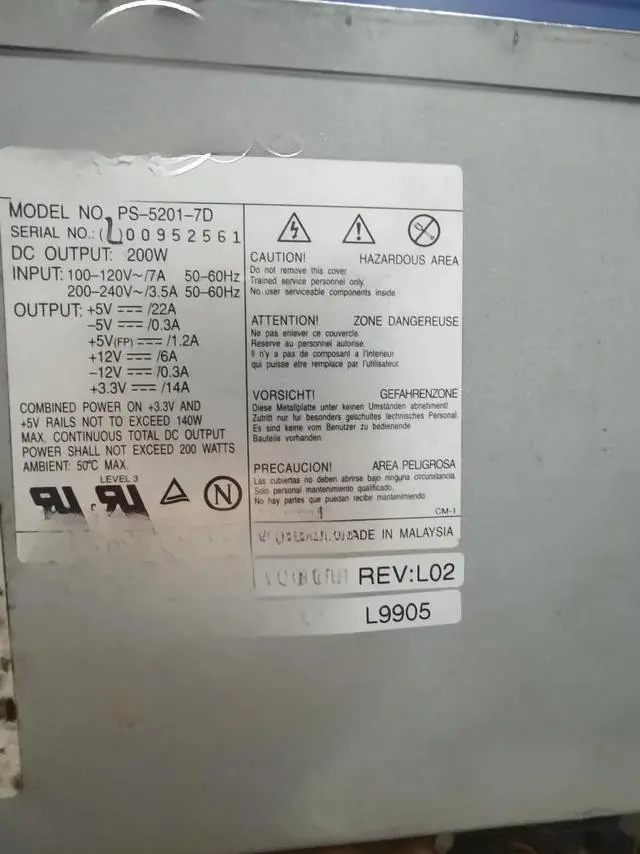 MODEL NO. PS-5201-7D
SERIAL NO.:(L)00952561
DC OUTPUT: 200W
INPUT: 100-120V~/7A 50-60Hz
200-240V~/3.5A 50-60Hz
OUTPUT: +5V ⎓ /22A
-5V ⎓ /0.3A
+5V(FP) ⎓ /1.2A
+12V ⎓ /6A
-12V ⎓ /0.3A
+3.3V ⎓ /14A
COMBINED POWER ON +3.3V AND
+5V RAILS NOT TO EXCEED 140W
MAX. CONTINUOUS TOTAL DC OUTPUT
POWER SHALL NOT EXCEED 200 WATTS
AMBIENT: 50°C MAX.
LEVEL 3
N
CAUTION! HAZARDOUS AREA
Do not remove this cover.
Trained service personnel only.
No user serviceable components inside.
ATTENTION! ZONE DANGEREUSE
Ne pas enlever ce couvercle.
Reserve au personnel autorise.
Il n'y a pas de composant a l'interieur
qui puisse etre remplace par l'utilisateur.
VORSICHT! GEFAHRENZONE
Diese Metallplatte unter keinen Umständen abnehment!
Zutritt nur fur besonders geschultes technisches Personal.
Es sind keine vom Benutzer zu bedienende
Bauteile vorhanden.
PRECAUCION! AREA PELIGROSA
Las cubiertas no deben abrirse bajo ninguna circunstancia.
Solo personal mantenimiento qualificado.
No hay partes que puedan recibir mantenimiendo
CM-1
MADE IN MALAYSIA
REV:L02
L9905